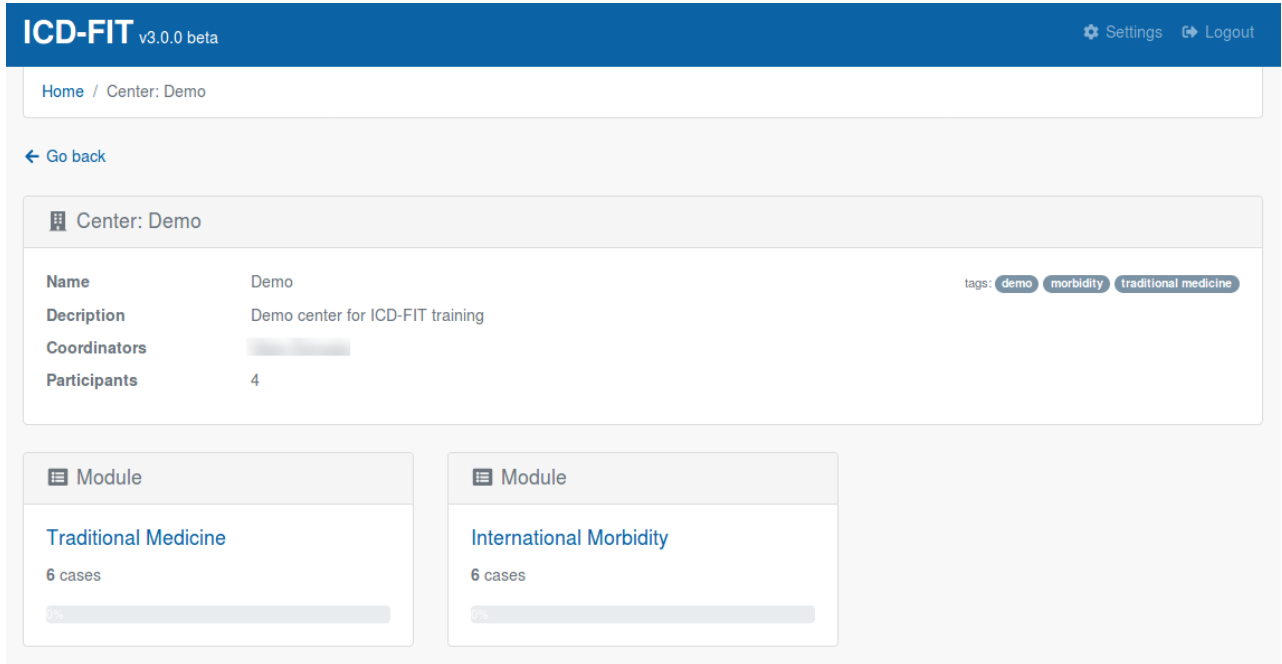 ICD-FIT v3.0.0 beta Settings Logout
Home / Center: Demo
Go back
Center: Demo
Name Demo tags: demo morbidity traditional medicine
Decription Demo center for ICD-FIT training
Coordinators
Participants 4
Module Module
Traditional Medicine International Morbidity
6 cases 6 cases
0% 0%